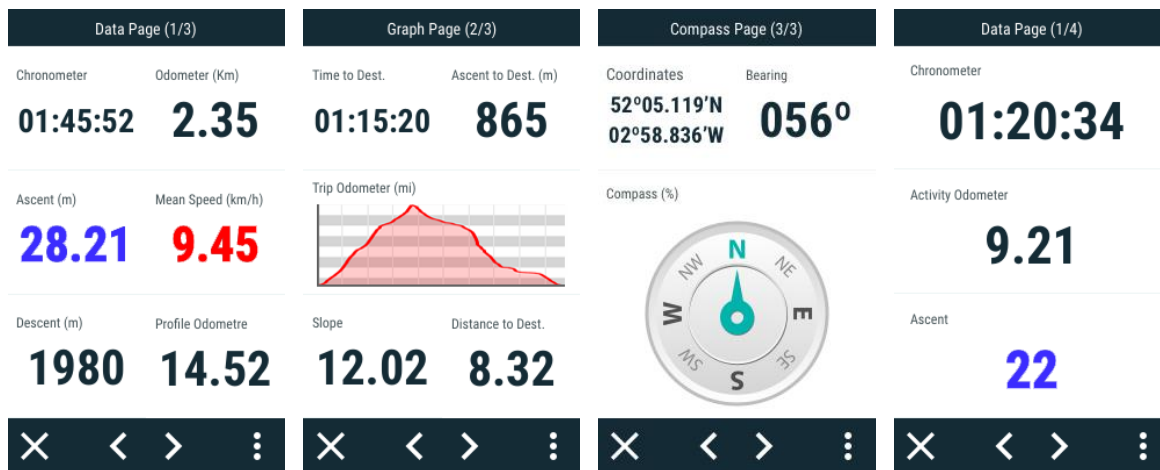 Data Page (1/3)
Chronometer Odometer (Km)
01:45:52 2.35
Ascent (m) Mean Speed (km/h)
28.21 9.45
Descent (m) Profile Odometre
1980 14.52
Graph Page (2/3)
Time to Dest. Ascent to Dest. (m)
01:15:20 865
Trip Odometer (mi)
Slope Distance to Dest.
12.02 8.32
Compass Page (3/3)
Coordinates Bearing
52º05.119’N
02º58.836’W
056º
Compass (%)
N
NW NE
W E
SW SE
S
Data Page (1/4)
Chronometer
01:20:34
Activity Odometer
9.21
Ascent
22